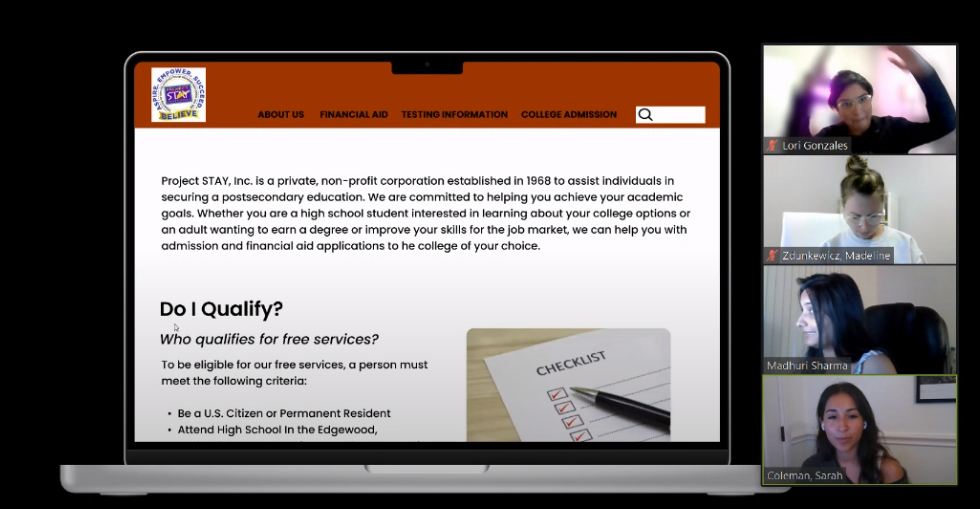 ASPIRE. EMPOWER. SUCCEED.
STAY
BELIEVE
ABOUT US FINANCIAL AID TESTING INFORMATION COLLEGE ADMISSION
Project STAY, Inc. is a private, non-profit corporation established in 1968 to assist individuals in
securing a postsecondary education. We are committed to helping you achieve your academic
goals. Whether you are a high school student interested in learning about your college options or
an adult wanting to earn a degree or improve your skills for the job market, we can help you with
admission and financial aid applications to he college of your choice.
Do I Qualify?
Who qualifies for free services?
To be eligible for our free services, a person must
meet the following criteria:
• Be a U.S. Citizen or Permanent Resident
• Attend High School In the Edgewood,
CHECKLIST
Lori Gonzales
Zdunkewicz, Madeline
Madhuri Sharma
Coleman, Sarah